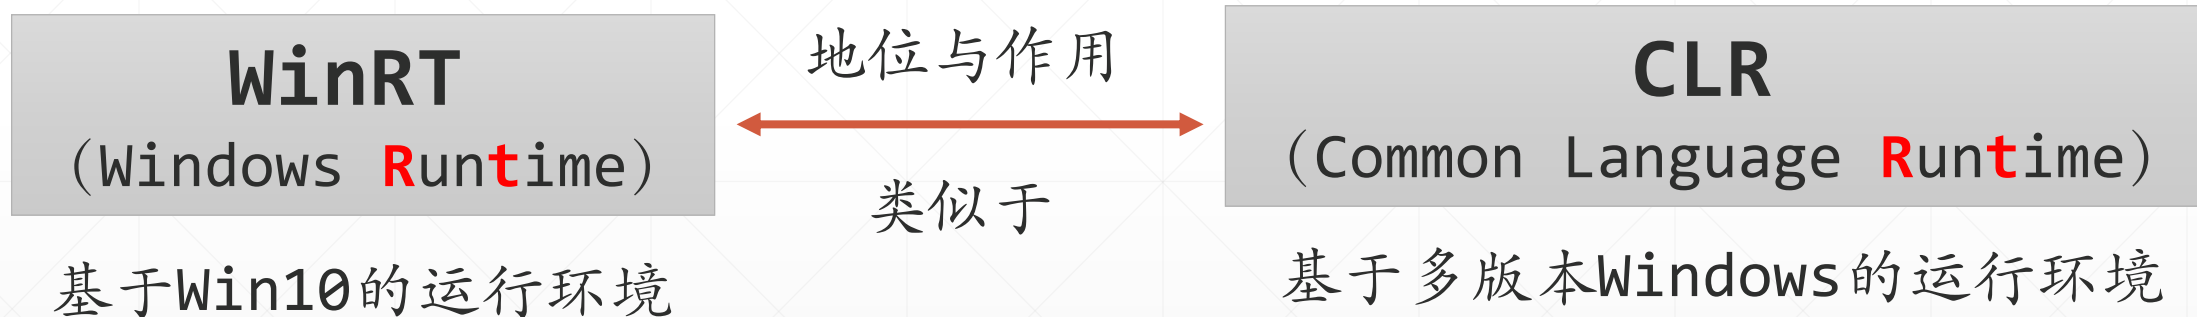 WinRT
（Windows Runtime）
基于Win10的运行环境
地位与作用
类似于
CLR
（Common Language Runtime）
基于多版本Windows的运行环境